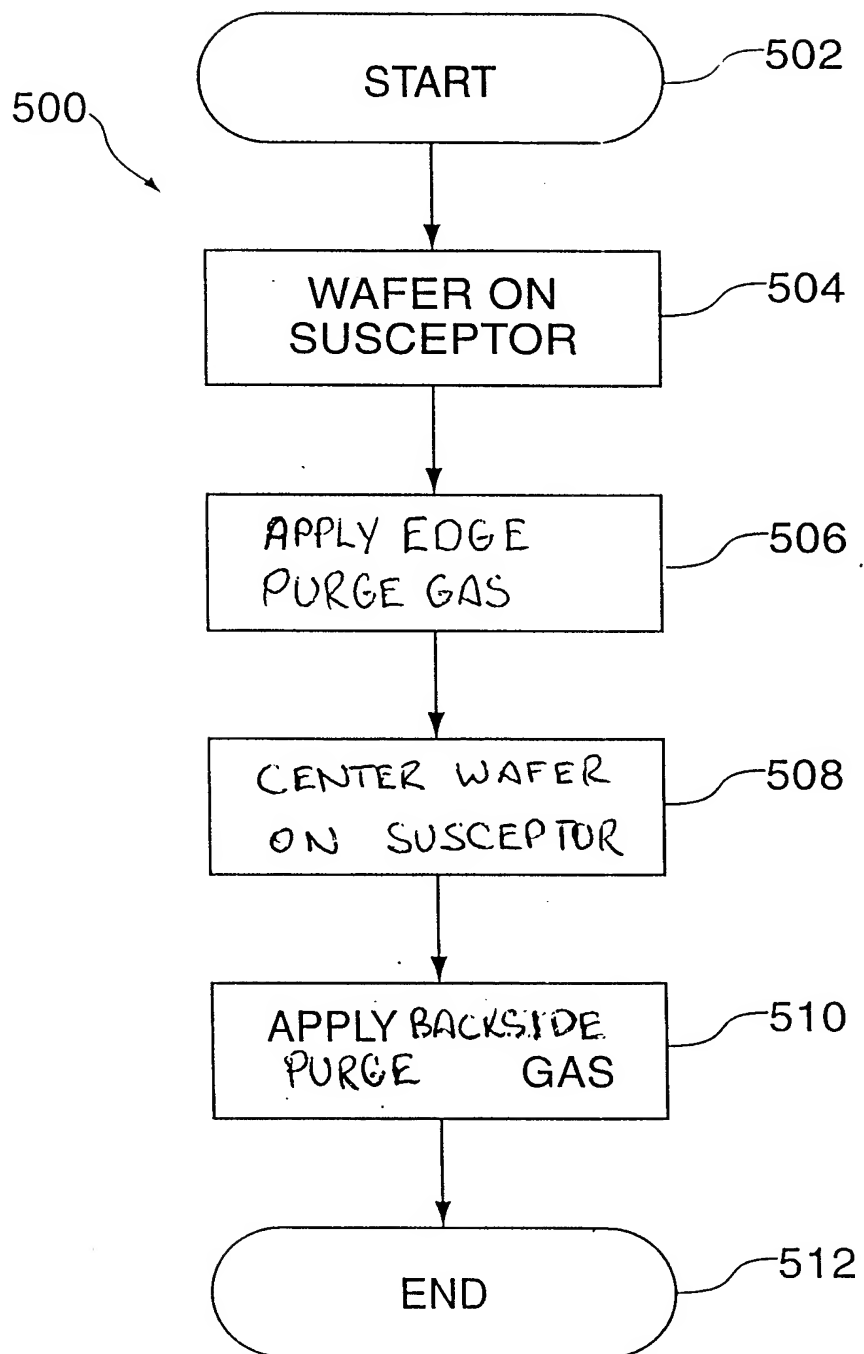 START
502
500
WAFER ON
SUSCEPTOR
504
APPLY EDGE
PURGE GAS
506
CENTER WAFER
ON SUSCEPTOR
508
APPLY BACKSIDE
PURGE GAS
510
END
512